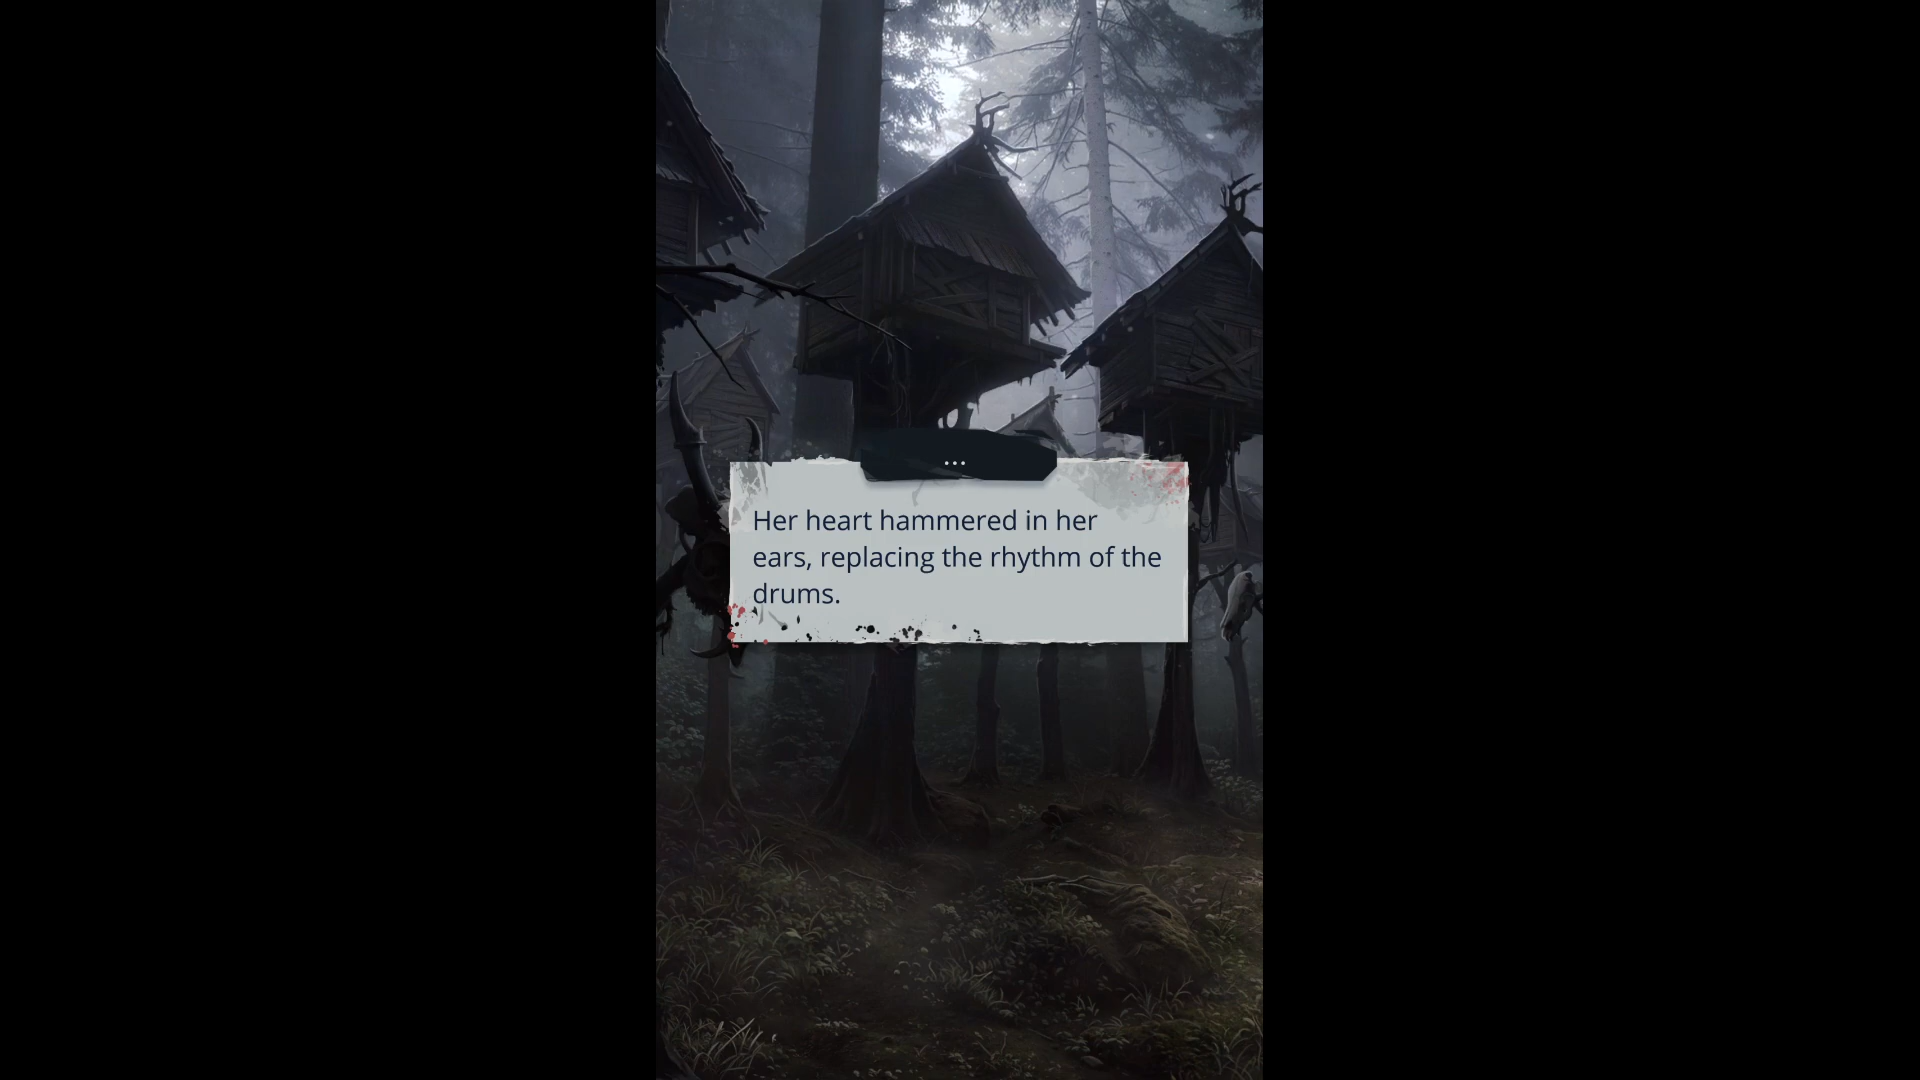 ...
Her heart hammered in her
ears, replacing the rhythm of the
drums.